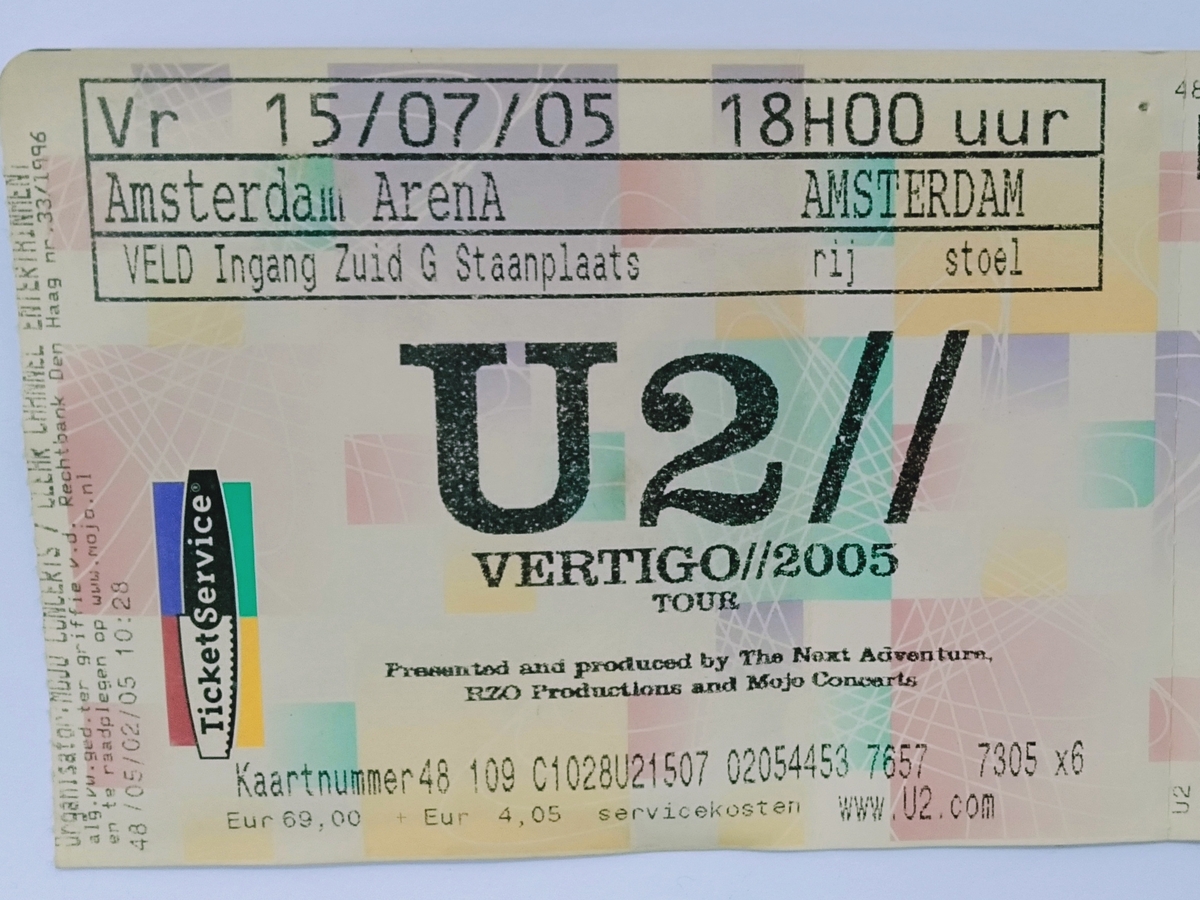 Vr 15/07/05 18H00 uur
Amsterdam ArenA AMSTERDAM
VELD Ingang Zuid G Staanplaats rij stoel
U2//
VERTIGO//2005
TOUR
Presented and produced by The Next Adventure,
RZO Productions and Mojo Concerts
Kaartnummer48 109 C1028U21507 02054453 7657 7305 x6
Eur 69,00 + Eur 4,05 servicekosten www.U2.com
TicketService®
Organisator:MOJO CONCERTS / CLEAR CHANNEL ENTERTAINMENT
alg.vw.ged.ter griffie v.d. Rechtbank Den Haag nr.33/1996
en te raadplegen op www.mojo.nl
48 /05/02/05 10:28
48
U2